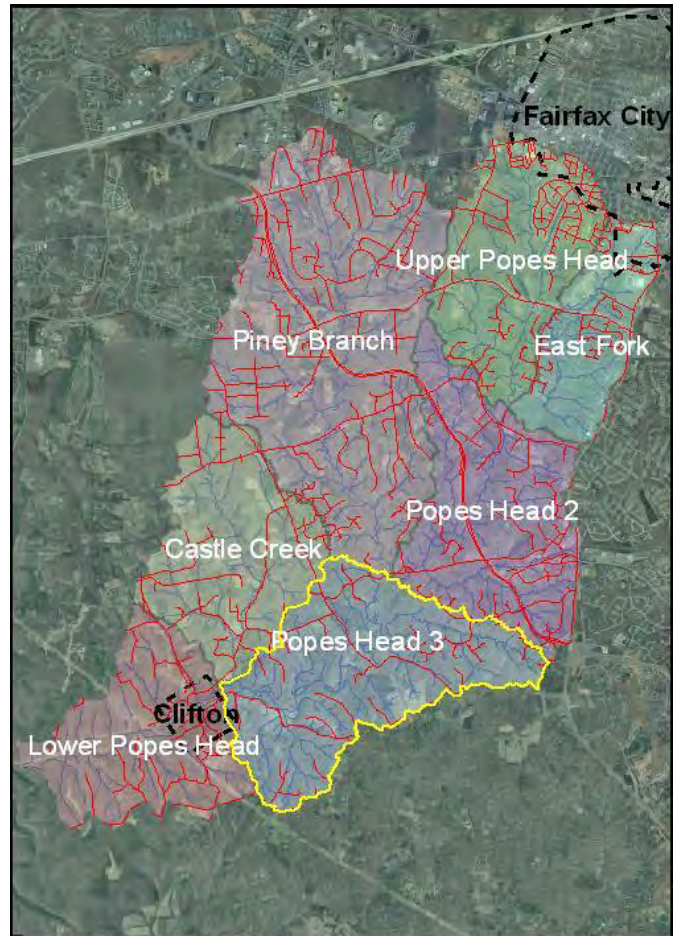 Fairfax City
Upper Popes Head
Piney Branch
East Fork
Popes Head 2
Castle Creek
Popes Head 3
Clifton
Lower Popes Head